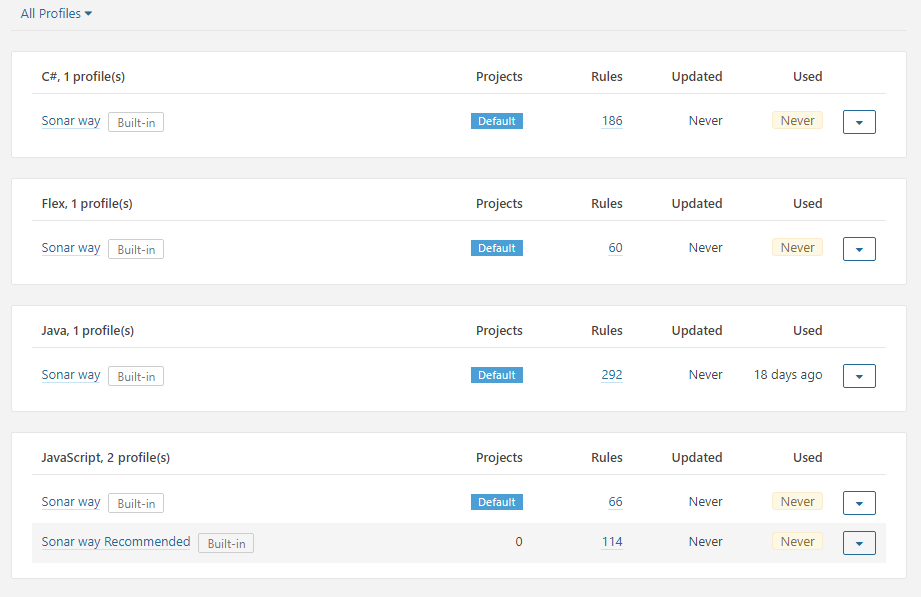 All Profiles
C#, 1 profile(s) Projects Rules Updated Used
Sonar way Built-in Default 186 Never Never
Flex, 1 profile(s) Projects Rules Updated Used
Sonar way Built-in Default 60 Never Never
Java, 1 profile(s) Projects Rules Updated Used
Sonar way Built-in Default 292 Never 18 days ago
JavaScript, 2 profile(s) Projects Rules Updated Used
Sonar way Built-in Default 66 Never Never
Sonar way Recommended Built-in 0 114 Never Never